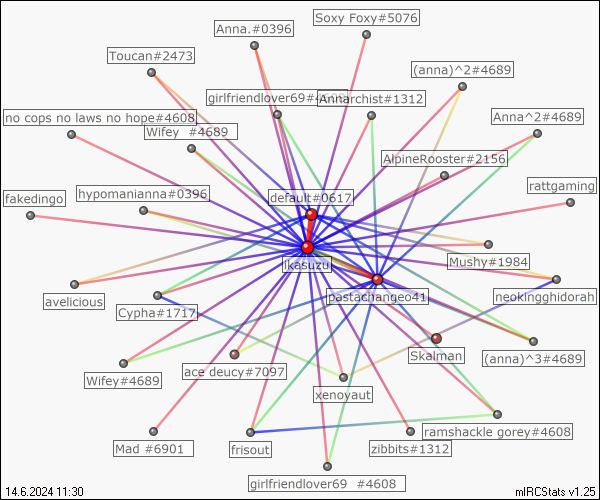 Soxy Foxy#5076
Anna.#0396
Toucan#2473
(anna)^2#4689
girlfriendlover69#4
Annarchist#1312
no cops no laws no hope#4608
Anna^2#4689
Wifey  #4689
AlpineRooster#2156
rattgaming
hypomanianna#0396
default#0617
fakedingo
ikasuzu
Mushy#1984
avelicious
pastachangeo41
neokingghidorah
Cypha#1717
Skalman
(anna)^3#4689
ace deucy#7097
Wifey#4689
xenoyaut
ramshackle gorey#4608
Mad #6901
frisout
zibbits#1312
girlfriendlover69  #4608
14.6.2024 11:30
mIRCStats v1.25